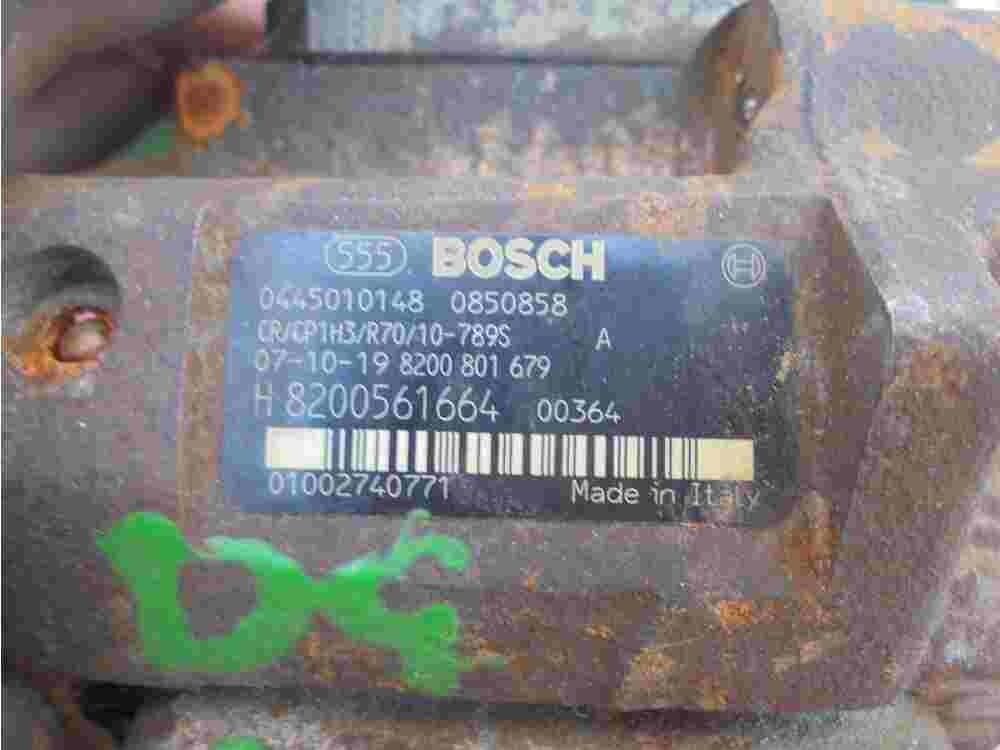 555 BOSCH H
0445010148 0850858
CR/CP1H3/R70/10-789S A
07-10-19 8200 801 679
H 8200561664 00364
01002740771 Made in Italy